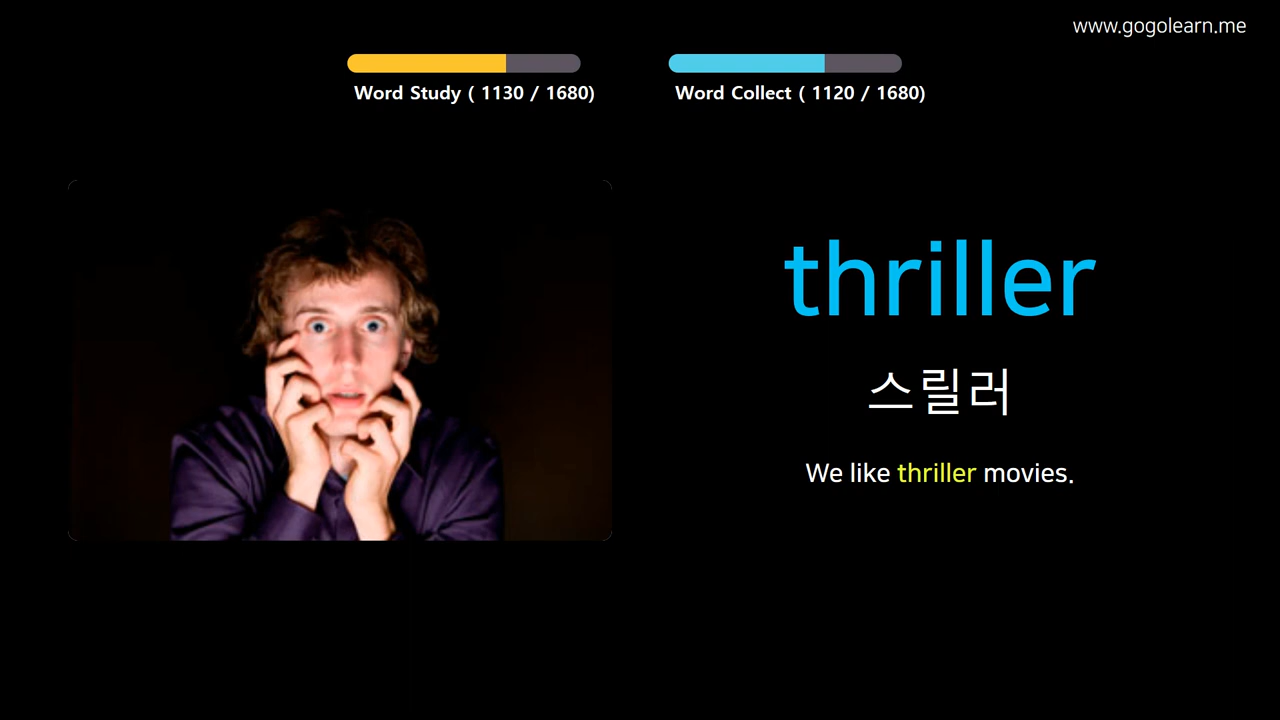 www.gogolearn.me
Word Study ( 1130 / 1680)
Word Collect ( 1120 / 1680)
thriller
스릴러
We like thriller movies.